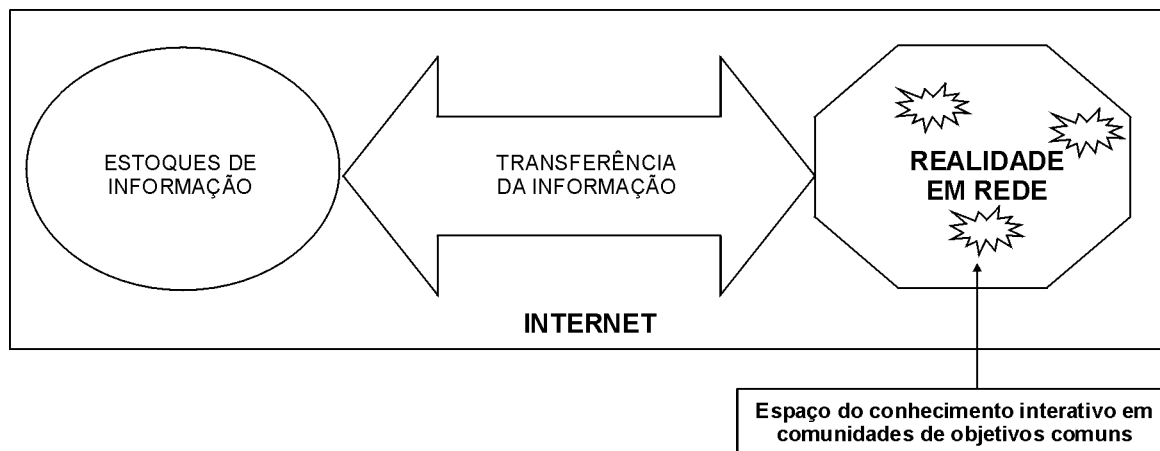 ESTOQUES DE
INFORMAÇÃO
TRANSFERÊNCIA
DA INFORMAÇÃO
REALIDADE
EM REDE
INTERNET
Espaço do conhecimento interativo em
comunidades de objetivos comuns